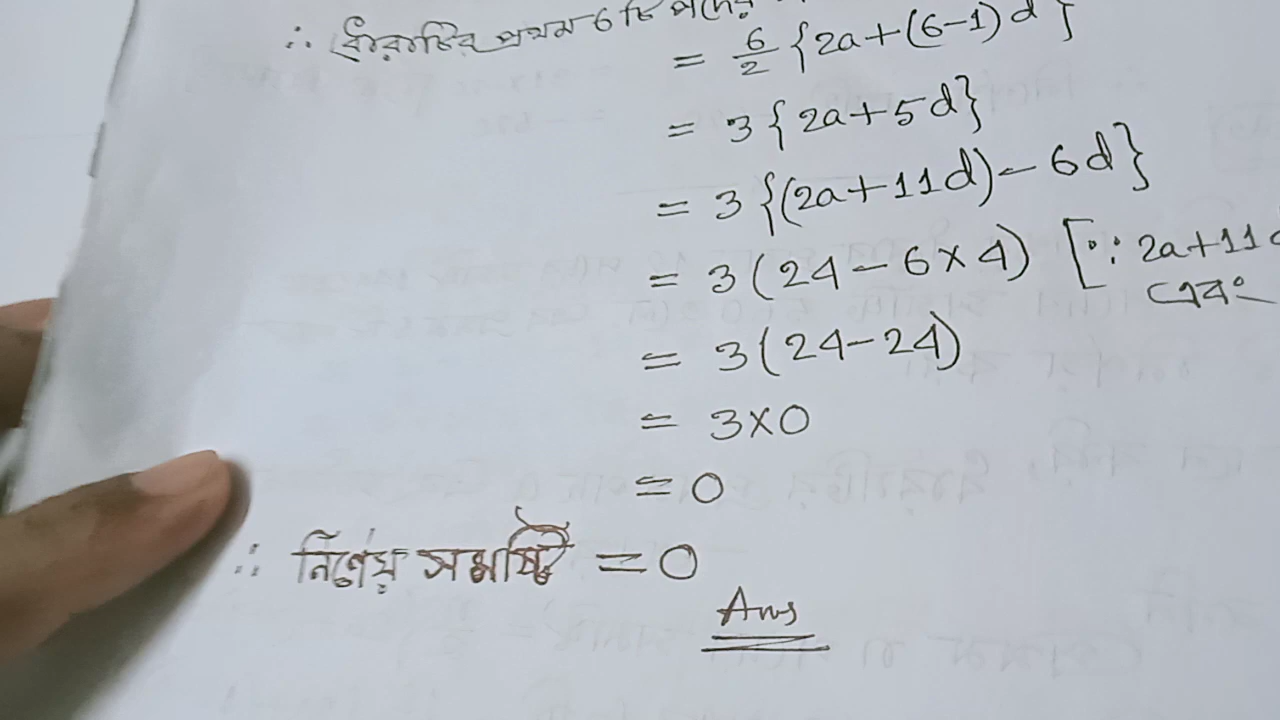 ∴ ধারাটির প্রথম 6 টি পদের
= 6/2 {2a+(6-1)d}
= 3{2a+5d}
= 3{(2a+11d)-6d}
= 3(24-6×4) [∵ 2a+11d
এবং
= 3(24-24)
= 3×0
= 0
∴ নির্ণেয় সমষ্টি = 0
Ans